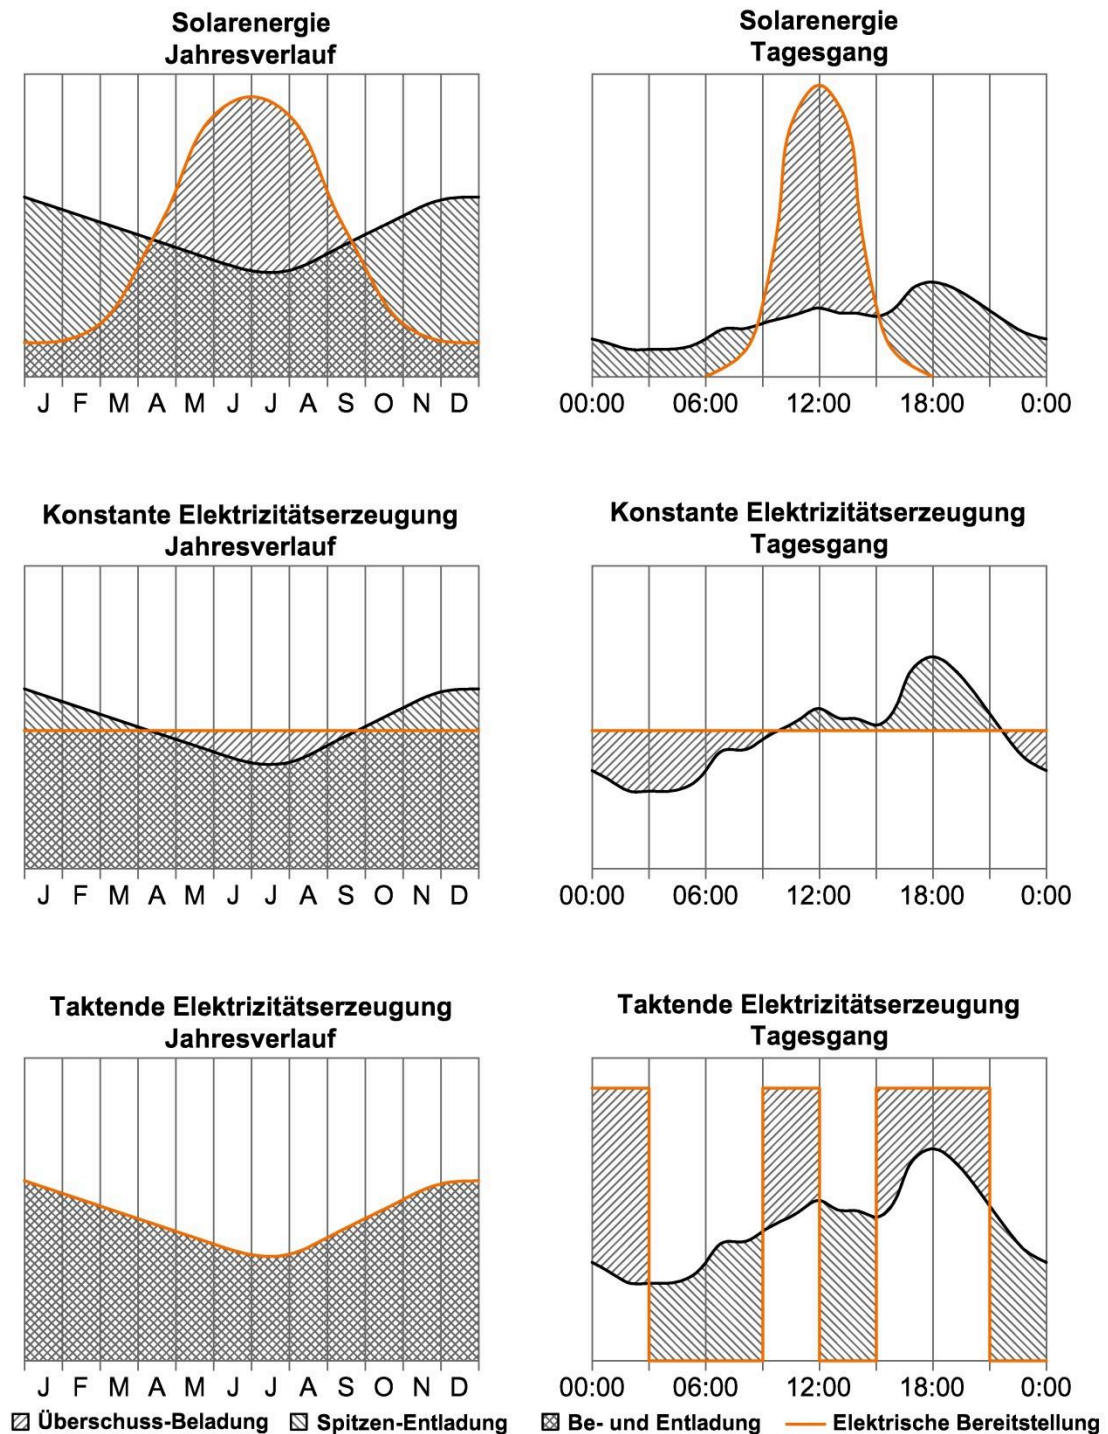 Solarenergie
Jahresverlauf
Solarenergie
Tagesgang
J F M A M J J A S O N D
00:00 06:00 12:00 18:00 0:00
Konstante Elektrizitätserzeugung
Jahresverlauf
Konstante Elektrizitätserzeugung
Tagesgang
J F M A M J J A S O N D
00:00 06:00 12:00 18:00 0:00
Taktende Elektrizitätserzeugung
Jahresverlauf
Taktende Elektrizitätserzeugung
Tagesgang
J F M A M J J A S O N D
00:00 06:00 12:00 18:00 0:00
Überschuss-Beladung Spitzen-Entladung Be- und Entladung Elektrische Bereitstellung